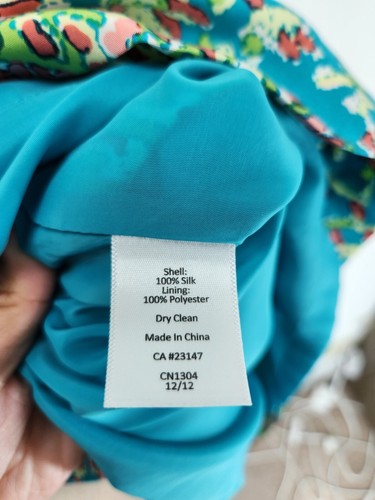 Shell:
100% Silk
Lining:
100% Polyester
Dry Clean
Made In China
CA #23147
CN1304
12/12